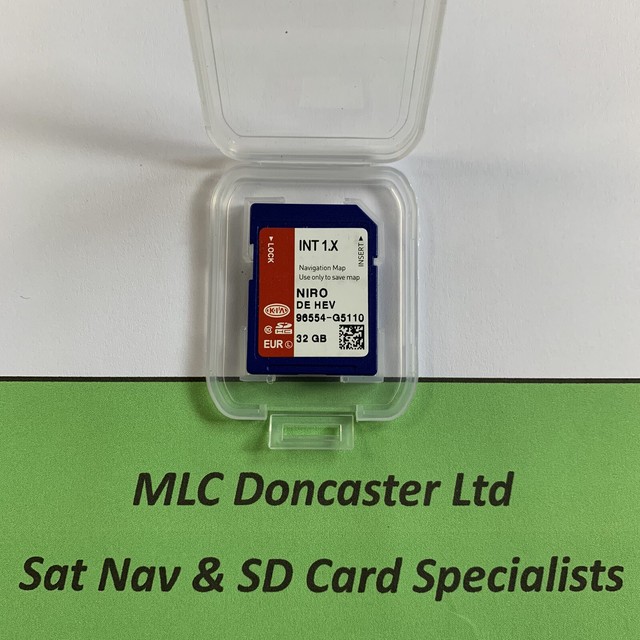 INT 1.X
◄ LOCK
INSERT ►
Navigation Map
Use only to save map
NIRO
DE HEV
96554-G5110
KIA
SDHC
EUR L
32 GB
MLC Doncaster Ltd
Sat Nav & SD Card Specialists